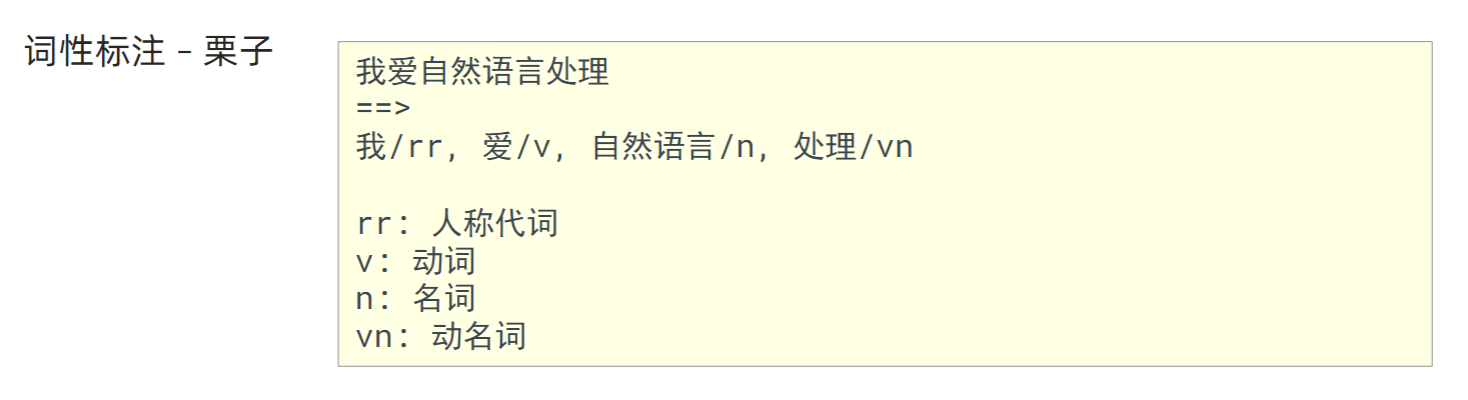 词性标注 - 栗子
我爱自然语言处理
==>
我/rr, 爱/v, 自然语言/n, 处理/vn
rr: 人称代词
v: 动词
n: 名词
vn: 动名词